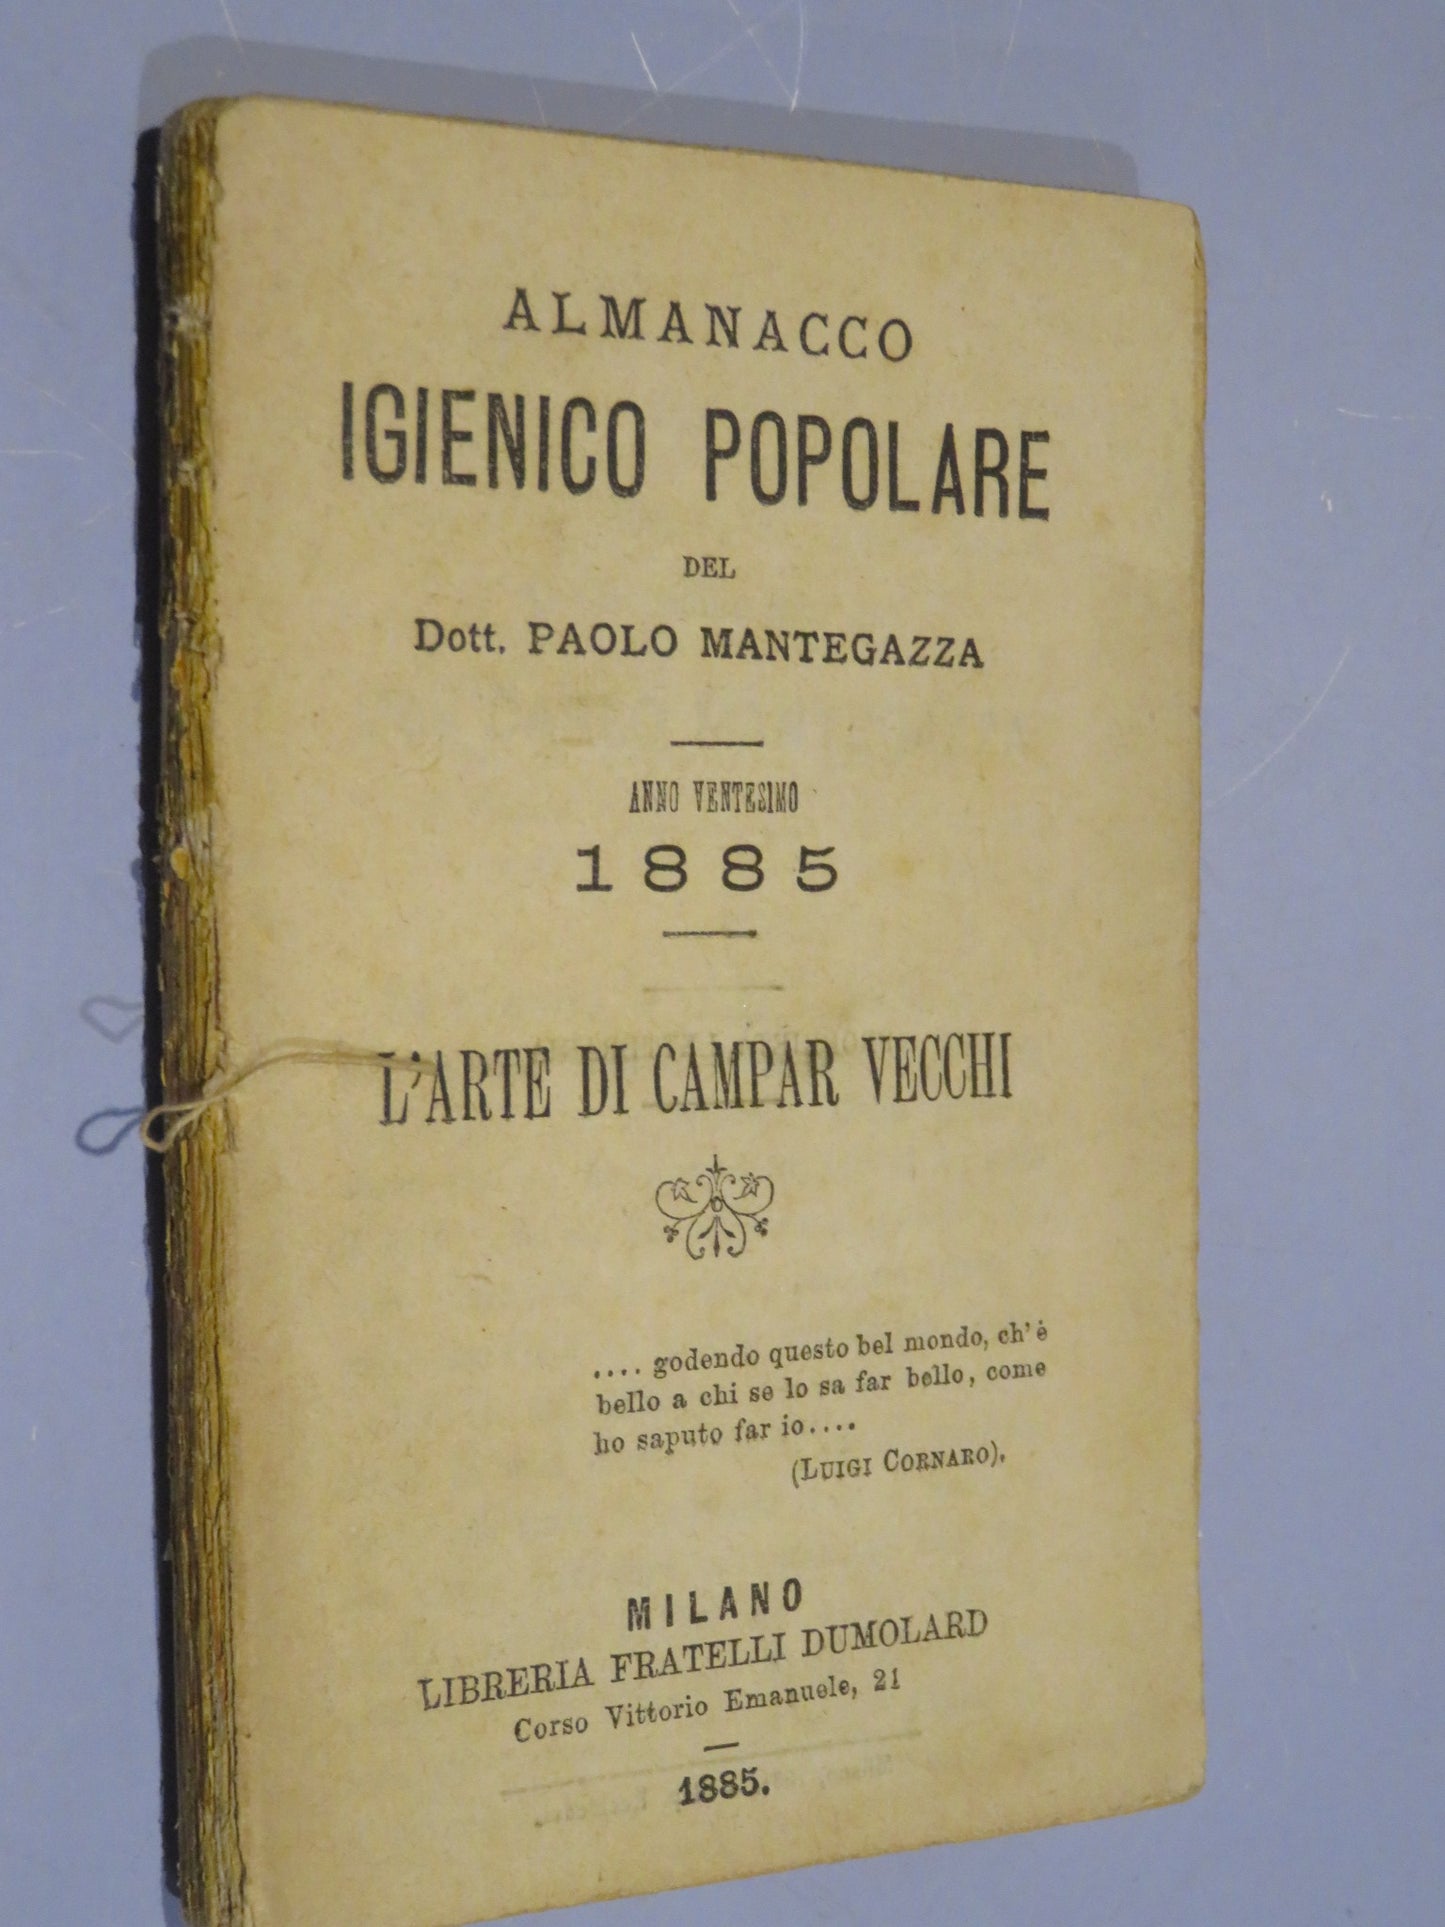 ALMANACCO
IGIENICO POPOLARE
DEL
Dott. PAOLO MANTEGAZZA
ANNO VENTESIMO
1885
L'ARTE DI CAMPAR VECCHI
.... godendo questo bel mondo, ch'è
bello a chi se lo sa far bello, come
ho saputo far io....
(LUIGI CORNARO).
MILANO
LIBRERIA FRATELLI DUMOLARD
Corso Vittorio Emanuele, 21
1885.